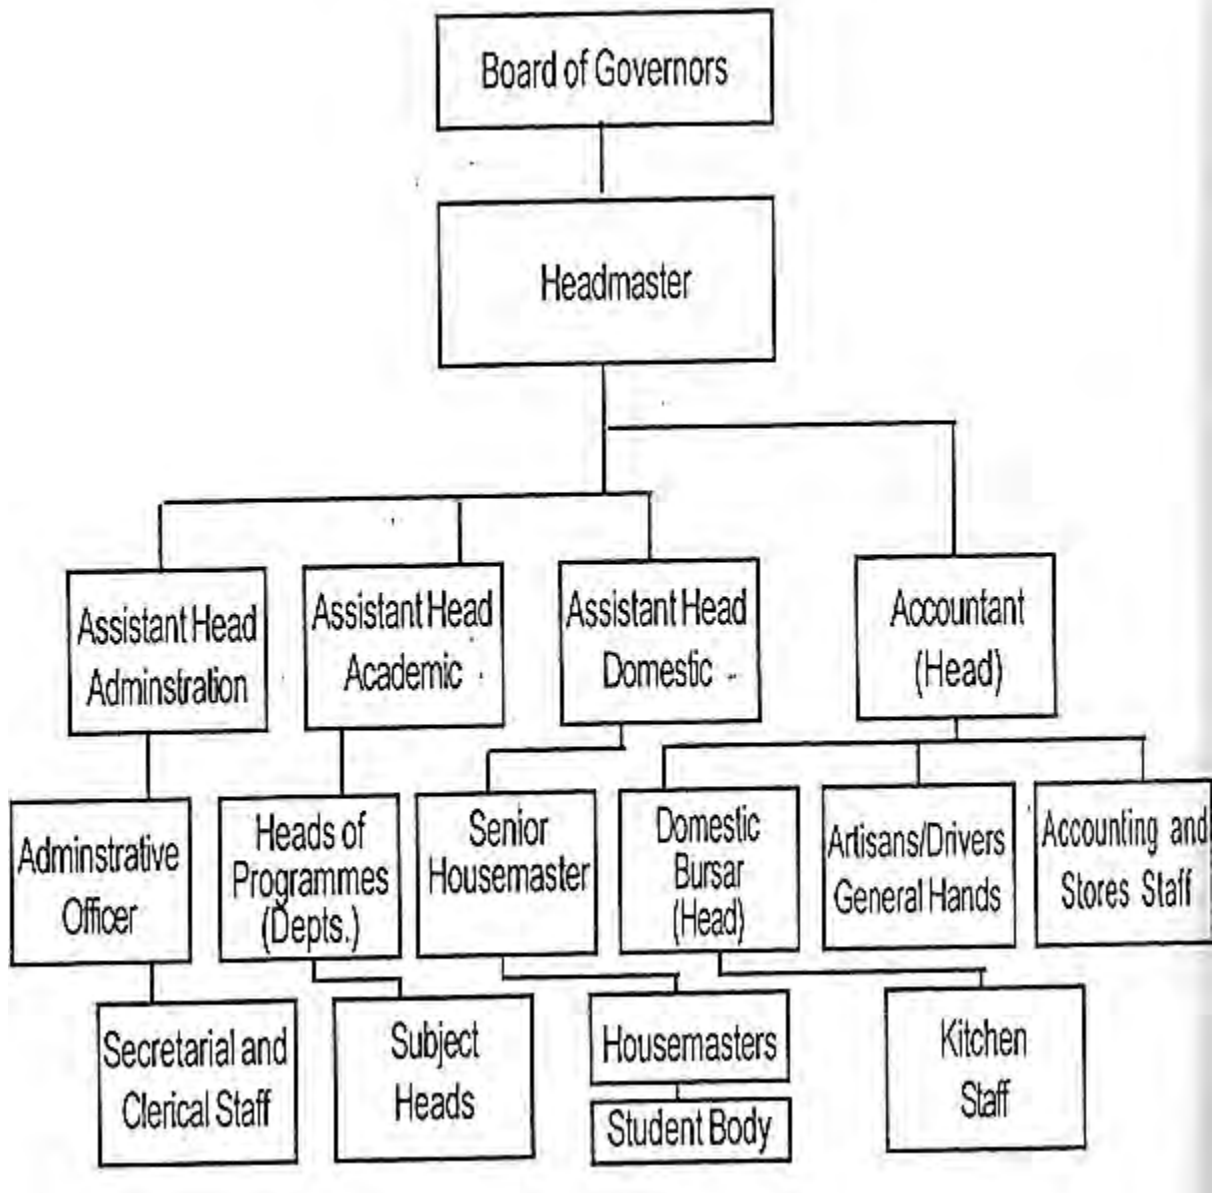 Board of Governors
Headmaster
Assistant Head
Adminstration
Assistant Head
Academic
Assistant Head
Domestic
Accountant
(Head)
Adminstrative
Officer
Heads of
Programmes
(Depts.)
Senior
Housemaster
Domestic
Bursar
(Head)
Artisans/Drivers
General Hands
Accounting and
Stores Staff
Secretarial and
Clerical Staff
Subject
Heads
Housemasters
Student Body
Kitchen
Staff